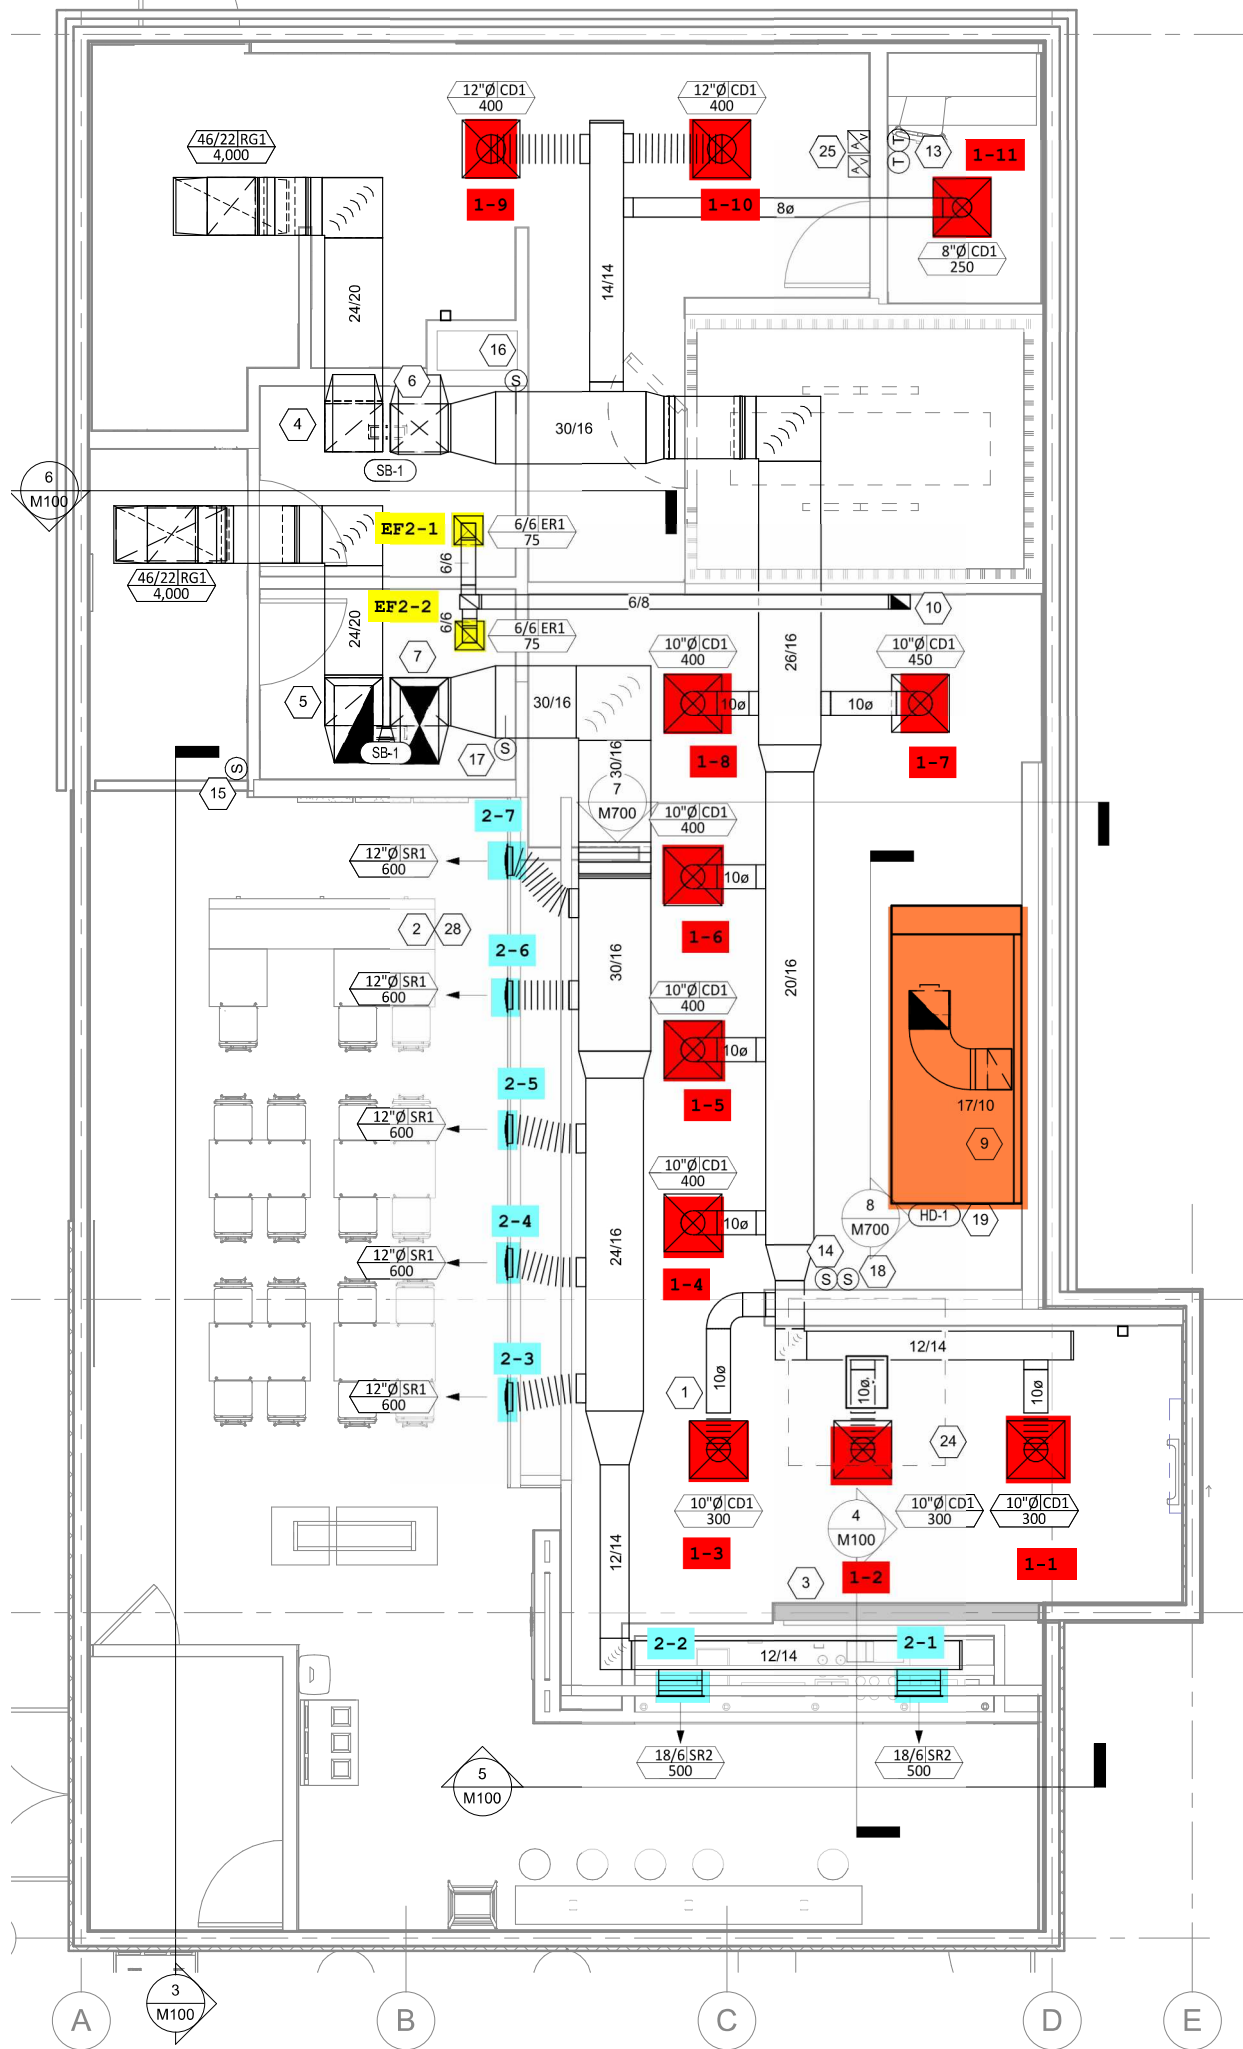 12"Ø CD1
400
12"Ø CD1
400
46/22 RG1
4,000
25
A V
A V
T
T
13
1-11
1-9
1-10
8ø
8"Ø CD1
250
14/14
24/20
16
S
6
4
30/16
SB-1
6
M100
EF2-1
6/6 ER1
75
6/6
46/22 RG1
4,000
EF2-2
6/6
6/8
10
6/6 ER1
75
24/20
7
10"Ø CD1
400
26/16
10"Ø CD1
450
5
30/16
10ø
10ø
SB-1
17
S
30/16
1-8
1-7
S
15
7
M700
2-7
10"Ø CD1
400
12"Ø SR1
600
10ø
2
28
1-6
2-6
30/16
20/16
12"Ø SR1
600
10"Ø CD1
400
10ø
2-5
1-5
17/10
12"Ø SR1
600
9
10"Ø CD1
400
2-4
24/16
10ø
8
M700
HD-1
19
12"Ø SR1
600
14
S
S
18
1-4
2-3
12/14
12"Ø SR1
600
1
10ø
10ø
10ø
24
10"Ø CD1
300
10"Ø CD1
300
10"Ø CD1
300
4
M100
12/14
1-3
1-2
1-1
3
2-2
2-1
12/14
18/6 SR2
500
18/6 SR2
500
5
M100
3
M100
A
B
C
D
E